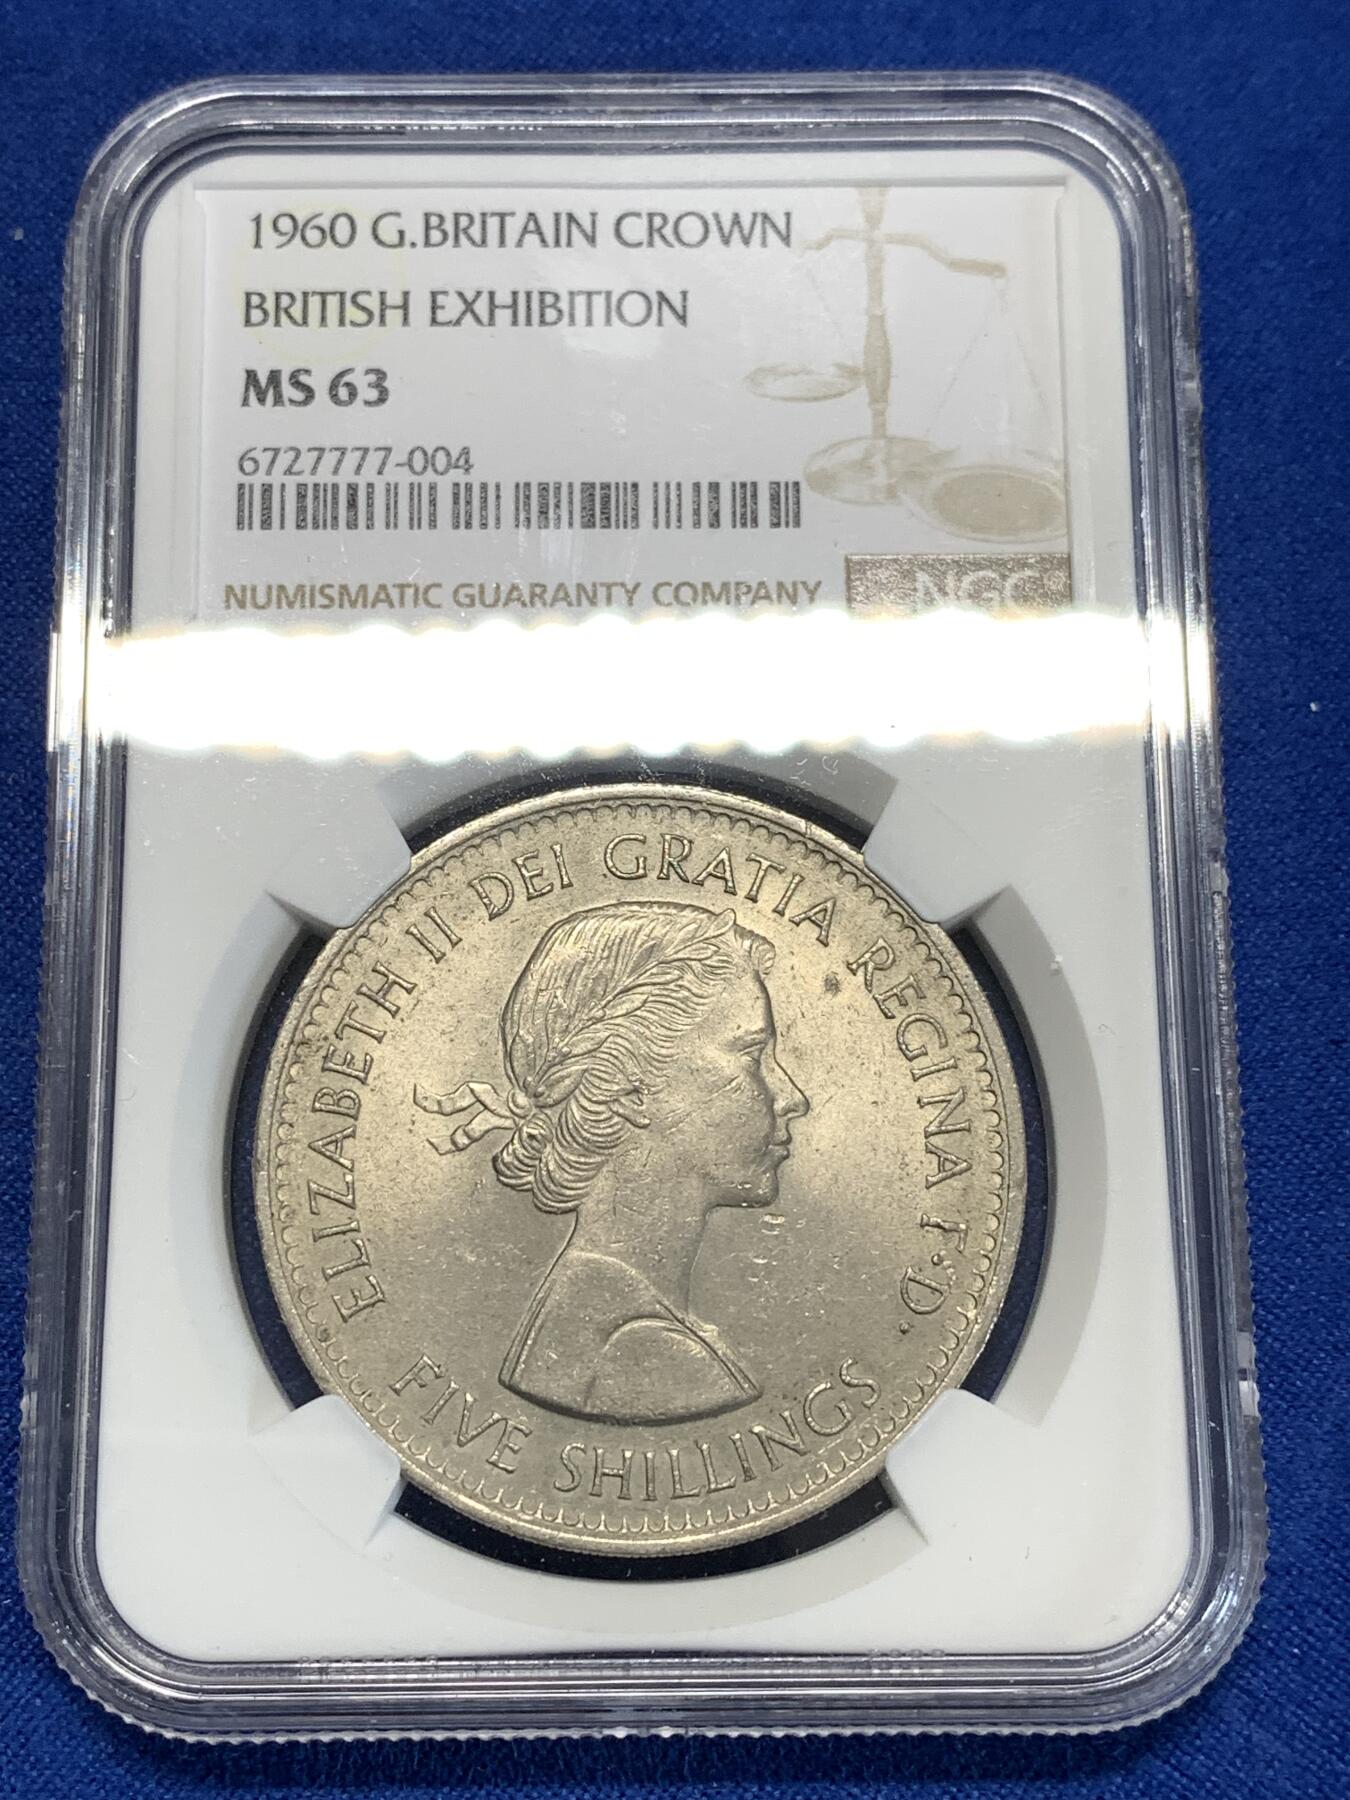 1960 G.BRITAIN CROWN
BRITISH EXHIBITION
MS 63
6727777-004
NUMISMATIC GUARANTY COMPANY
NGC
ELIZABETH II DEI GRATIA REGINA F:D.
FIVE SHILLINGS